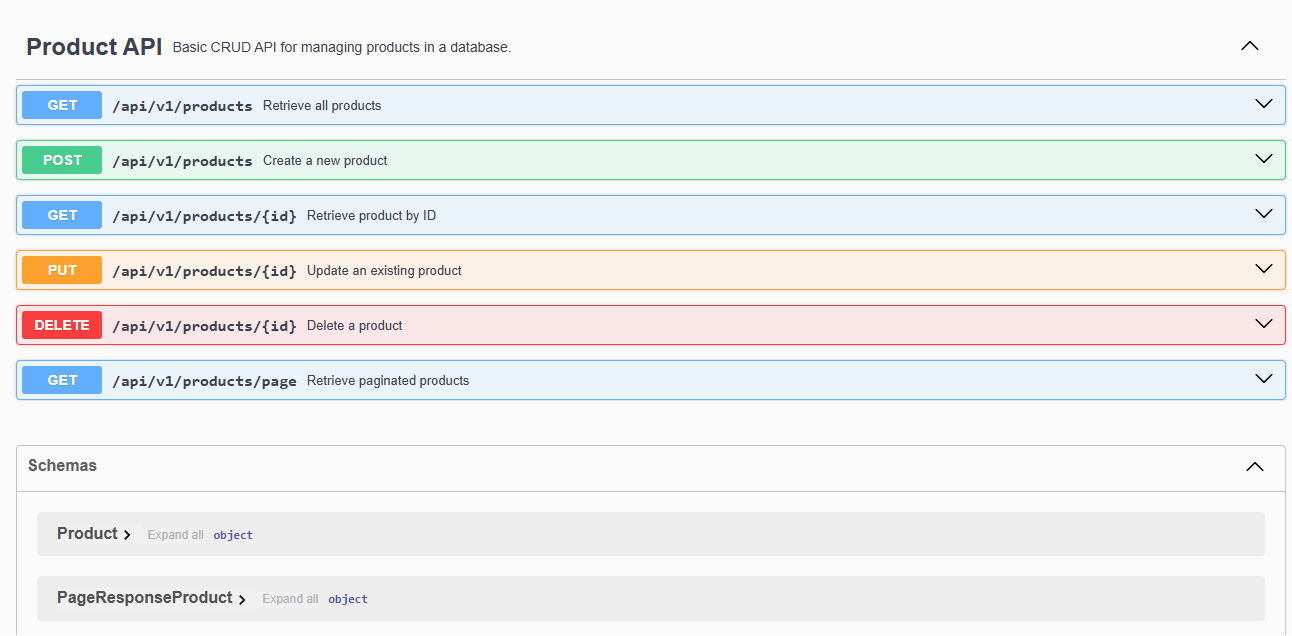 Product API Basic CRUD API for managing products in a database.
GET /api/v1/products Retrieve all products
POST /api/v1/products Create a new product
GET /api/v1/products/{id} Retrieve product by ID
PUT /api/v1/products/{id} Update an existing product
DELETE /api/v1/products/{id} Delete a product
GET /api/v1/products/page Retrieve paginated products
Schemas
Product Expand all object
PageResponseProduct Expand all object